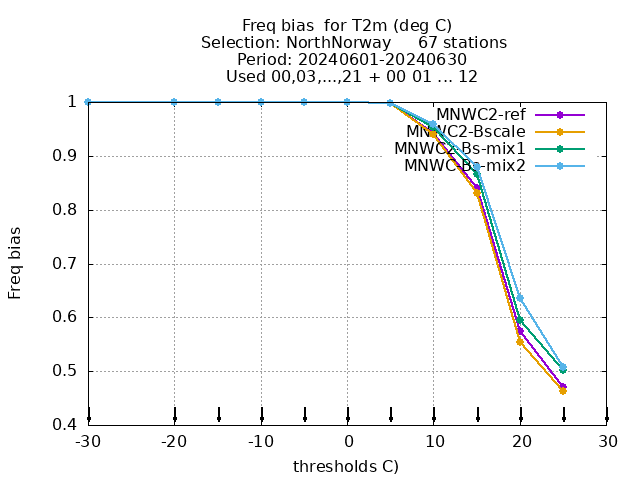 Freq bias  for T2m (deg C)
Selection: NorthNorway     67 stations
Period: 20240601-20240630
Used 00,03,...,21 + 00 01 ... 12
MNWC2-ref
MNWC2-Bscale
MNWC2-Bs-mix1
MNWC-Bs-mix2
Freq bias
1
0.9
0.8
0.7
0.6
0.5
0.4
-30
-20
-10
0
10
20
30
thresholds C)